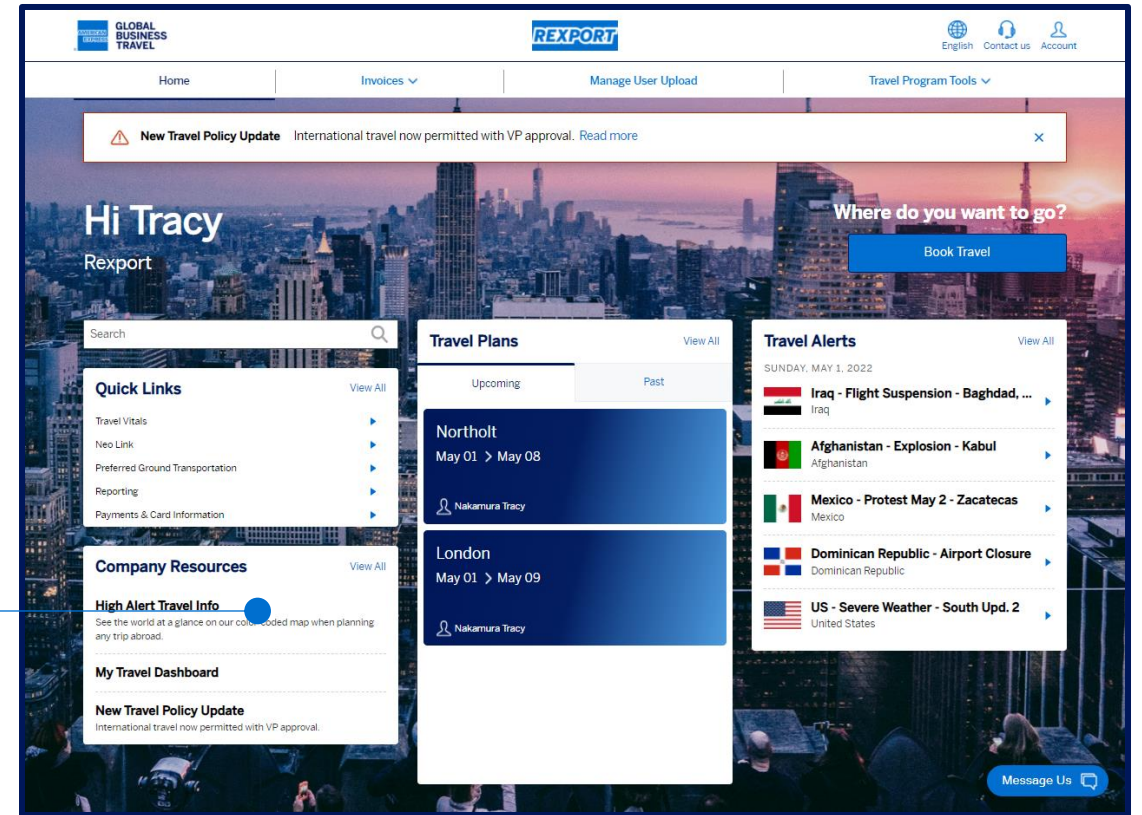 AMERICAN
EXPRESS
GLOBAL
BUSINESS
TRAVEL
REXPORT
English
Contact us
Account
Home
Invoices
Manage User Upload
Travel Program Tools
New Travel Policy Update International travel now permitted with VP approval. Read more
Hi Tracy
Rexport
Where do you want to go?
Book Travel
Search
Quick Links View All
Travel Vitals
Neo Link
Preferred Ground Transportation
Reporting
Payments & Card Information
Company Resources View All
High Alert Travel Info
See the world at a glance on our color-coded map when planning
any trip abroad.
My Travel Dashboard
New Travel Policy Update
International travel now permitted with VP approval.
Travel Plans View All
Upcoming Past
Northolt
May 01 > May 08
Nakamura Tracy
London
May 01 > May 09
Nakamura Tracy
Travel Alerts View All
SUNDAY, MAY 1, 2022
Iraq - Flight Suspension - Baghdad, ...
Iraq
Afghanistan - Explosion - Kabul
Afghanistan
Mexico - Protest May 2 - Zacatecas
Mexico
Dominican Republic - Airport Closure
Dominican Republic
US - Severe Weather - South Upd. 2
United States
Message Us